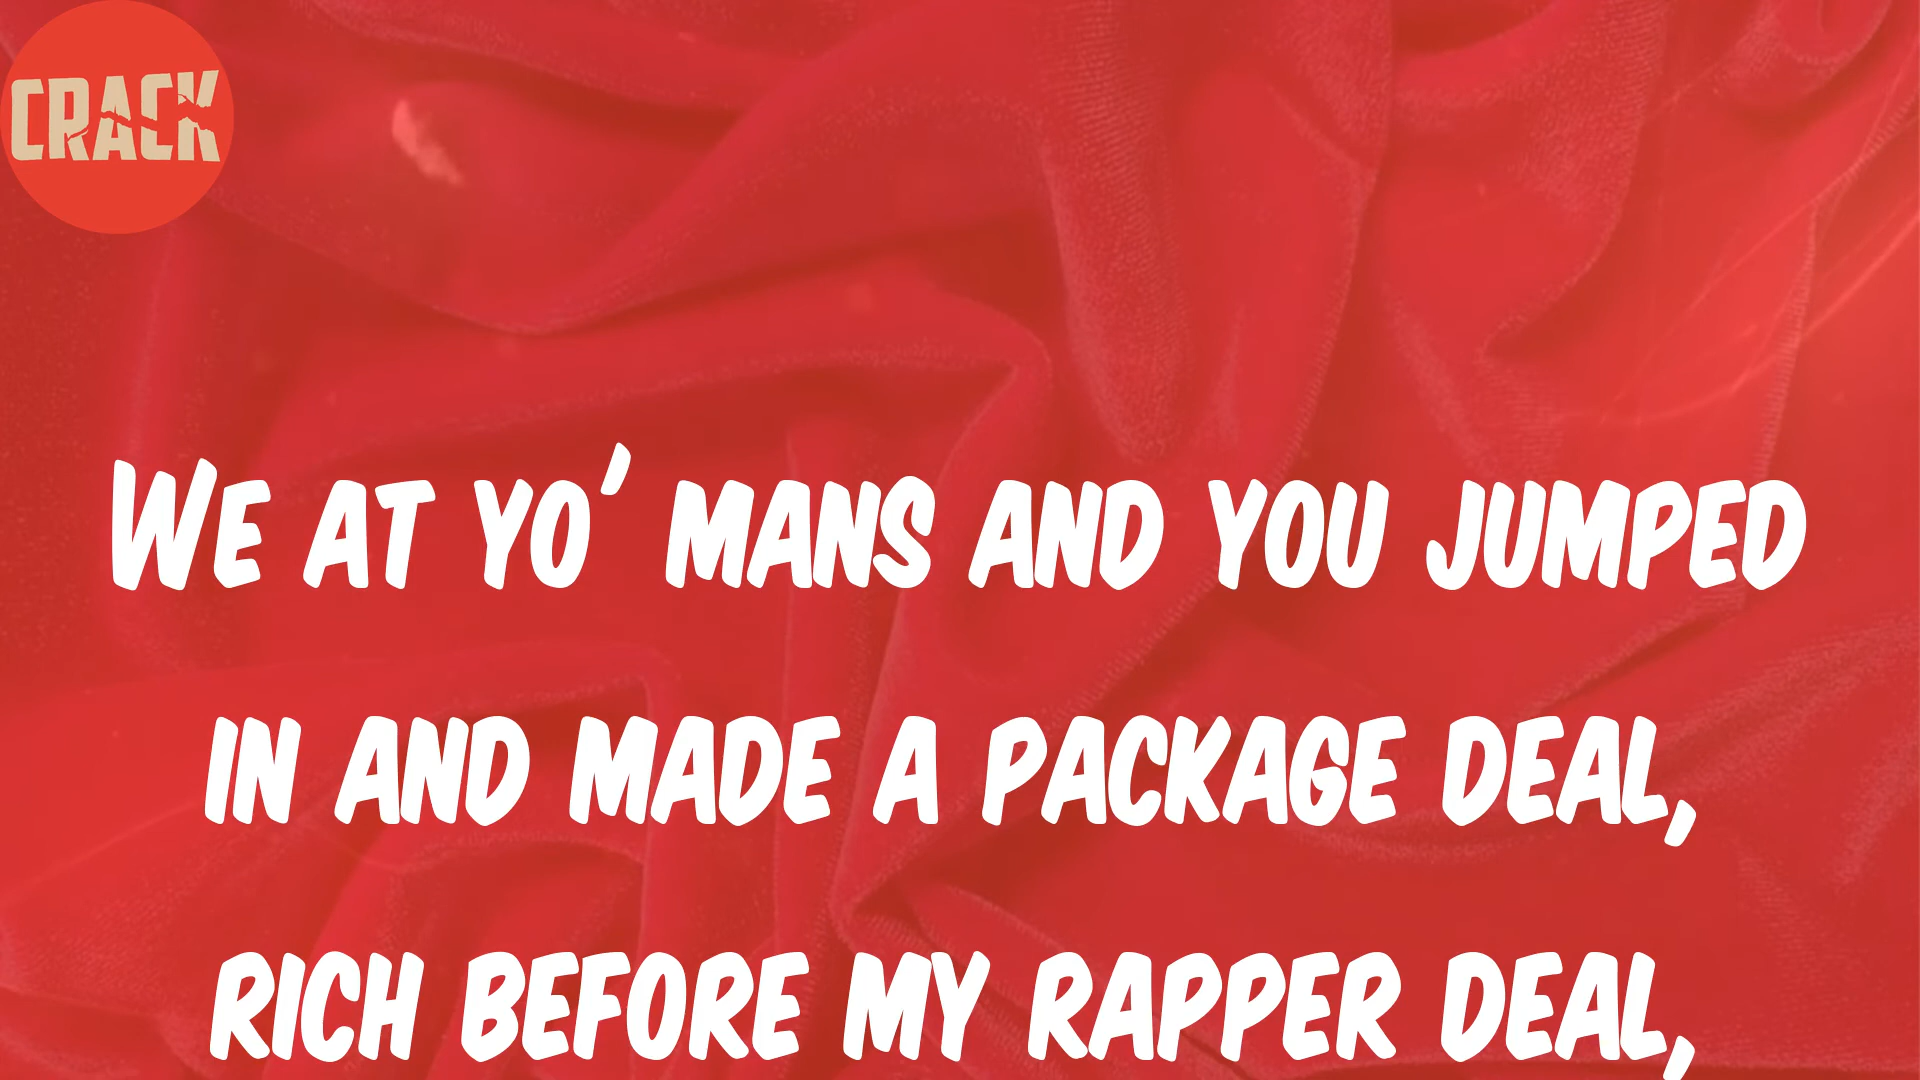 CRACK
WE AT YO' MANS AND YOU JUMPED
IN AND MADE A PACKAGE DEAL,
RICH BEFORE MY RAPPER DEAL,